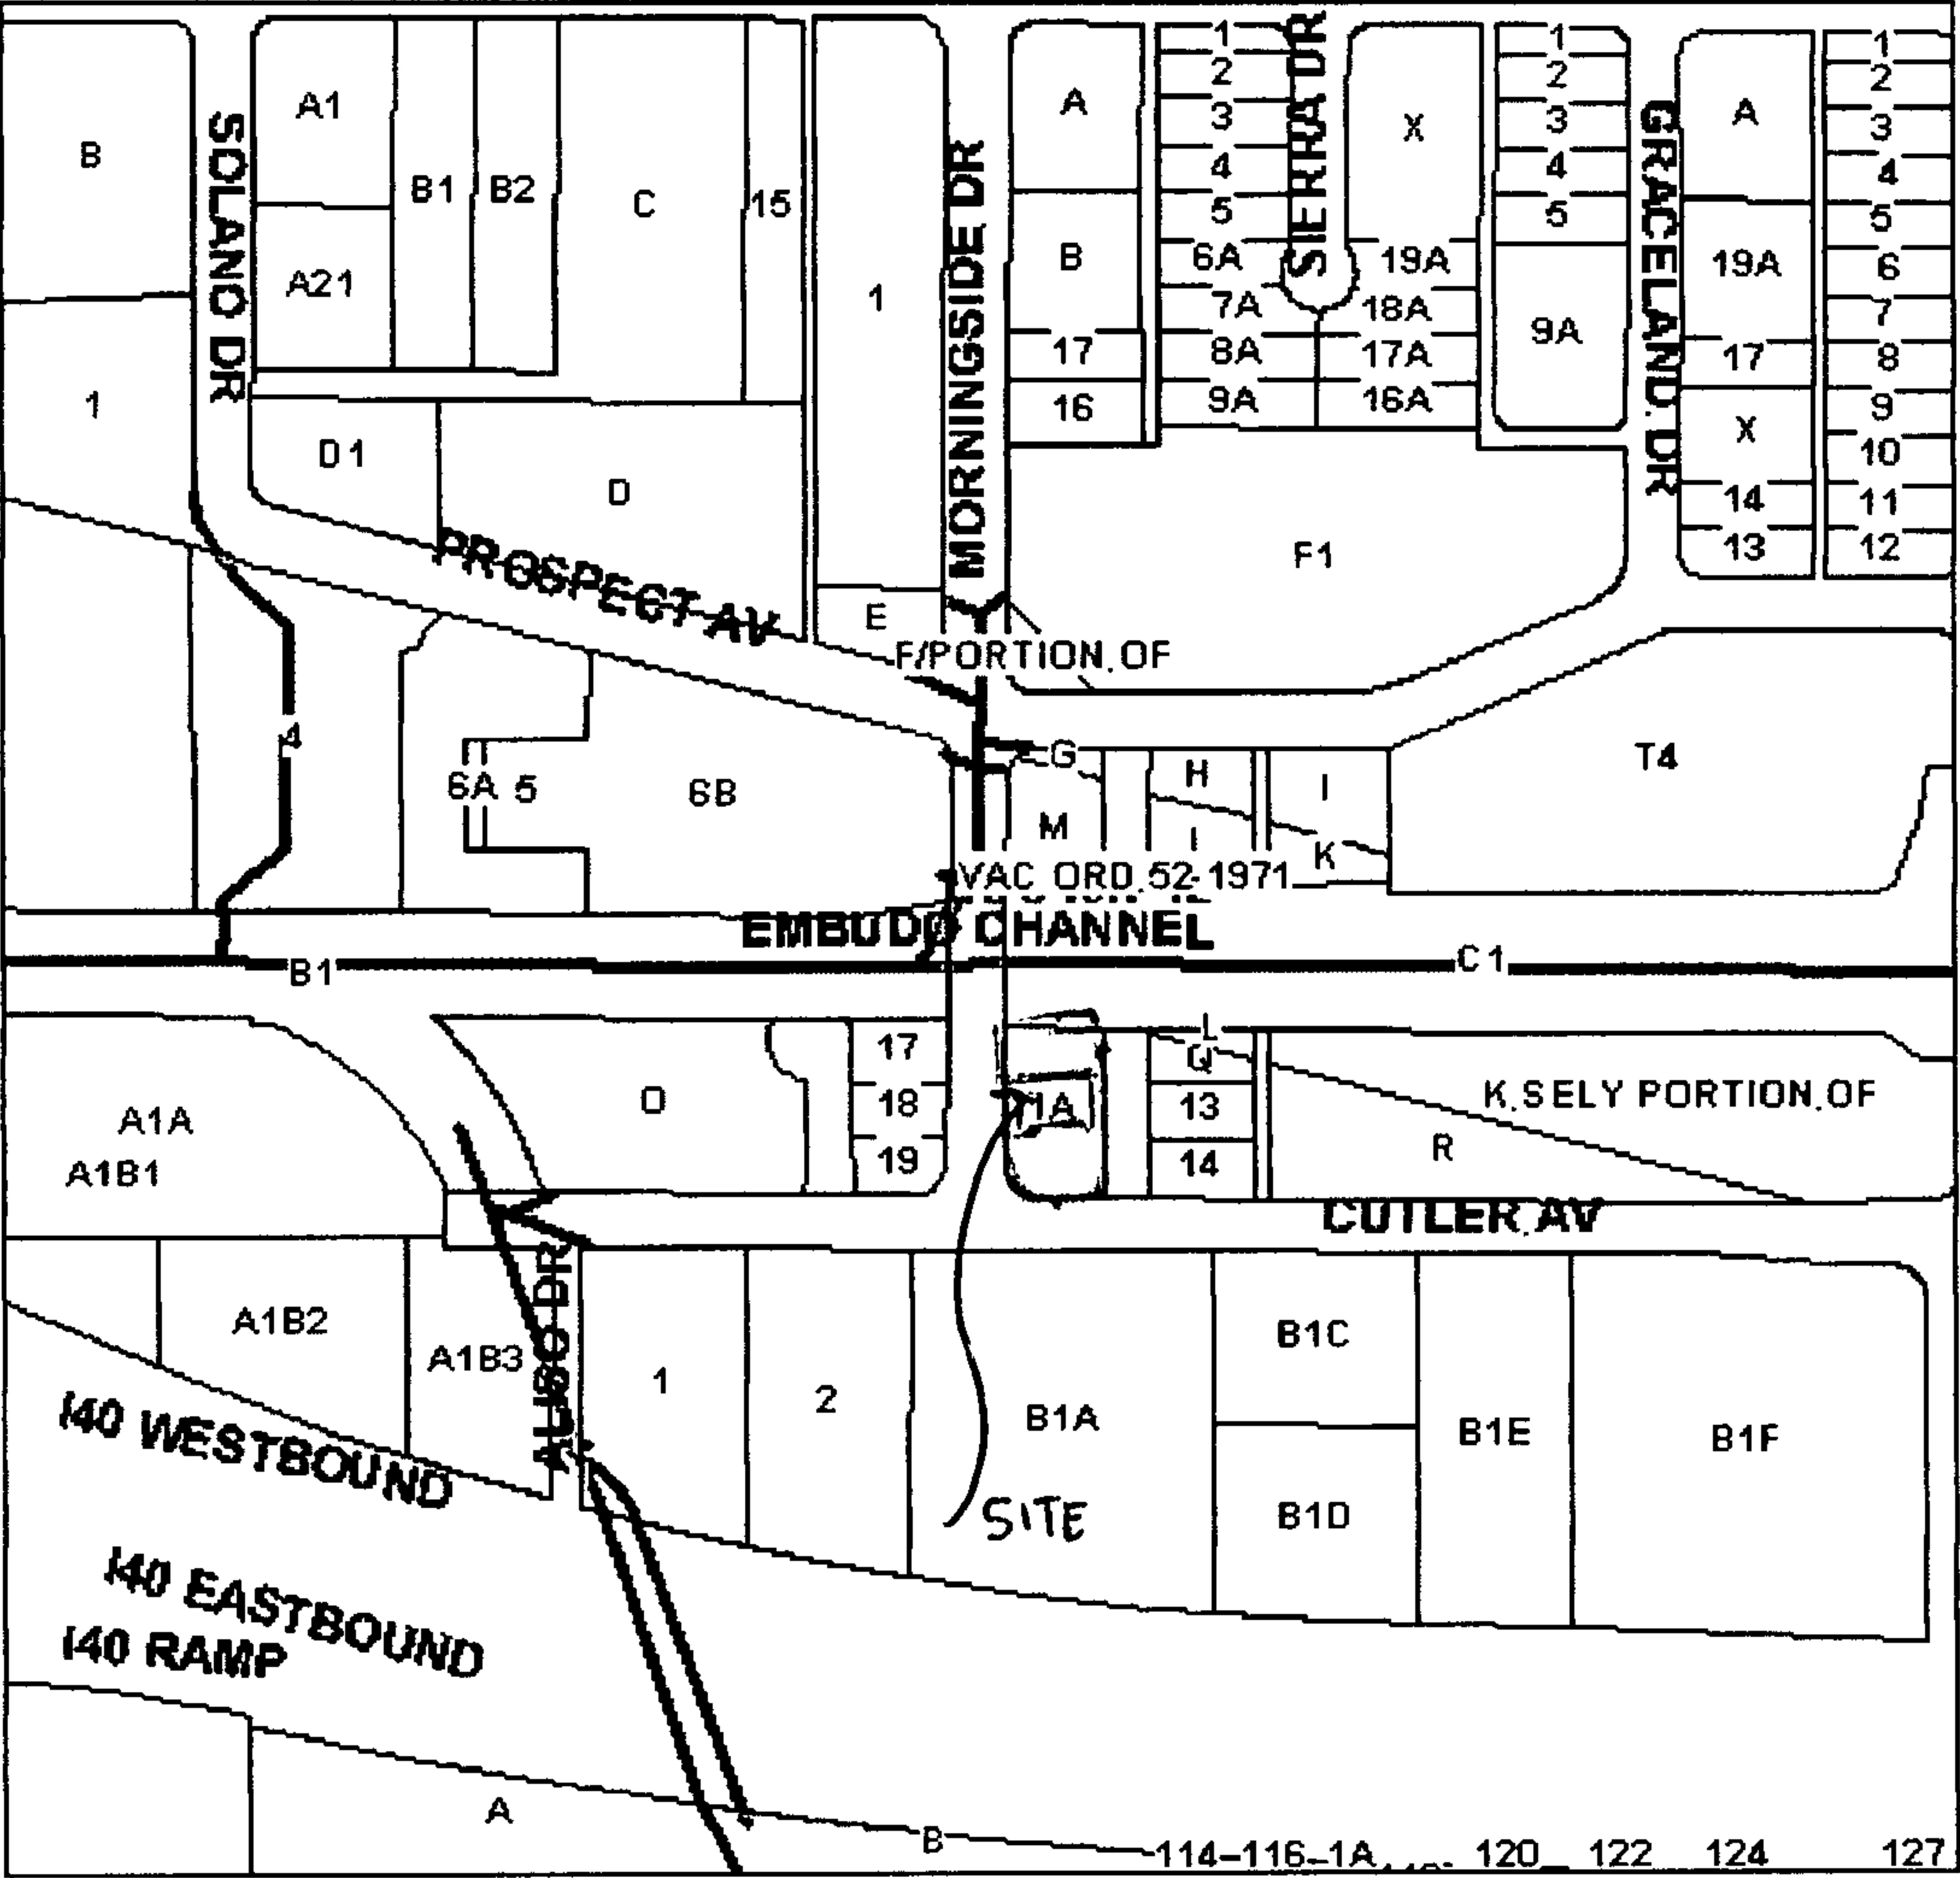 B
SOLANO DR
A1
A21
B1
B2
C
15
1
MORNINGSIDE DR
A
B
17
16
1
2
3
4
5
6A
7A
8A
9A
SIERRA DR
X
19A
18A
17A
16A
1
2
3
4
5
9A
GRACELAND DR
A
19A
17
X
14
13
1
2
3
4
5
6
7
8
9
10
11
12
1
D1
D
PROSPECT AV
E
F/PORTION OF
F1
4
6A
5
6B
G
M
H
I
K
T4
VAC ORD 52-1971
EMBUDO CHANNEL
B1
C1
A1A
A1B1
O
17
18
19
L
Q
13
14
K SELY PORTION OF
R
CUTLER AV
A1B2
A1B3
1
2
B1A
B1C
B1D
B1E
B1F
SITE
I40 WESTBOUND
I40 EASTBOUND
I40 RAMP
A
B
114-116-1A
120
122
124
127